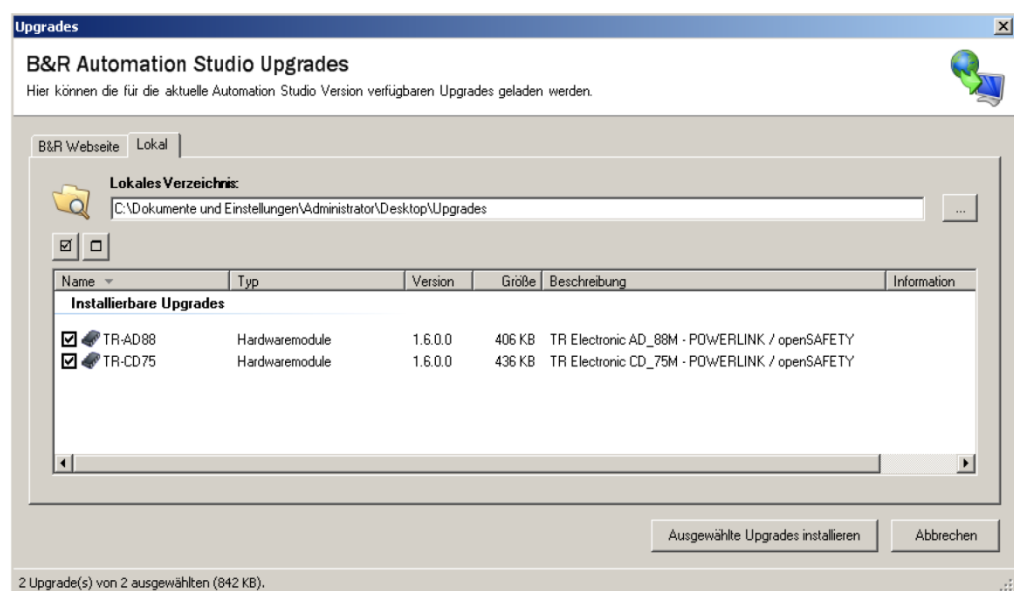 Upgrades
B&R Automation Studio Upgrades
Hier können die für die aktuelle Automation Studio Version verfügbaren Upgrades geladen werden.
B&R Webseite Lokal
Lokales Verzeichnis:
C:\Dokumente und Einstellungen\Administrator\Desktop\Upgrades
...
Name Typ Version Größe Beschreibung Information
Installierbare Upgrades
TR-AD88 Hardwaremodule 1.6.0.0 406 KB TR Electronic AD_88M - POWERLINK / openSAFETY
TR-CD75 Hardwaremodule 1.6.0.0 436 KB TR Electronic CD_75M - POWERLINK / openSAFETY
Ausgewählte Upgrades installieren Abbrechen
2 Upgrade(s) von 2 ausgewählten (842 KB).